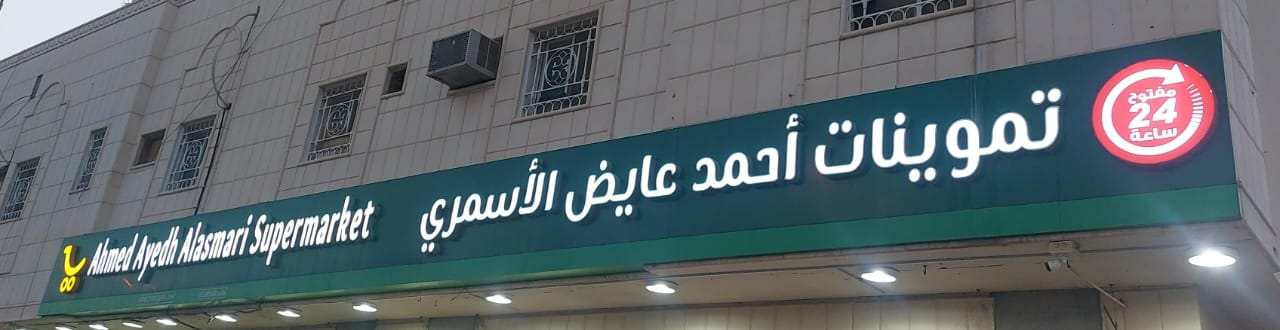 مفتوح
24
ساعة
تموينات أحمد عايض الأسمري
Ahmed Ayedh Alasmari Supermarket